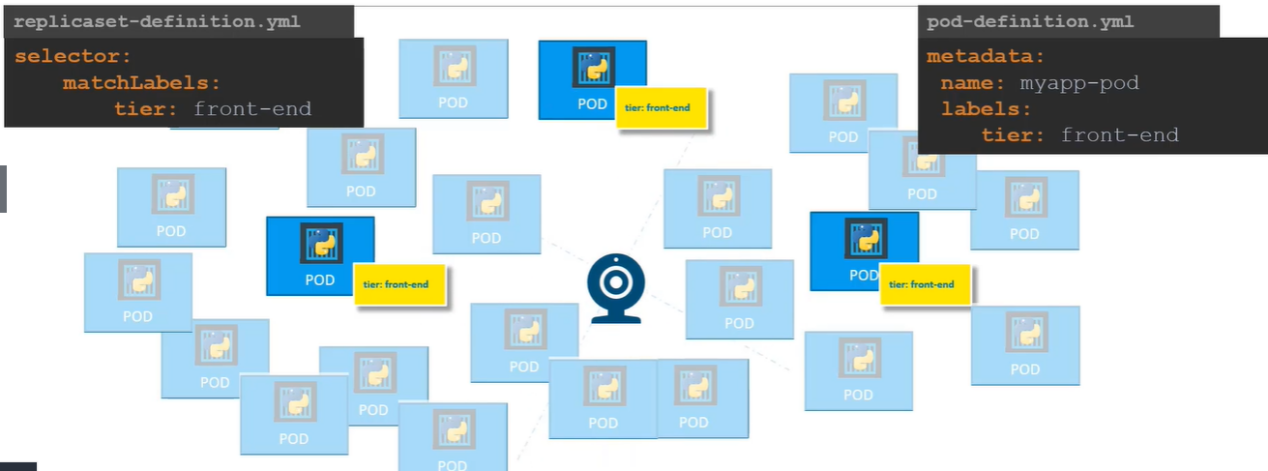 replicaset-definition.yml
selector:
matchLabels:
tier: front-end
pod-definition.yml
metadata:
name: myapp-pod
labels:
tier: front-end
POD
POD
tier: front-end
POD
POD
POD
POD
POD
POD
POD
POD
POD
tier: front-end
POD
tier: front-end
POD
POD
POD
POD
POD
POD
POD
POD
POD
POD
POD